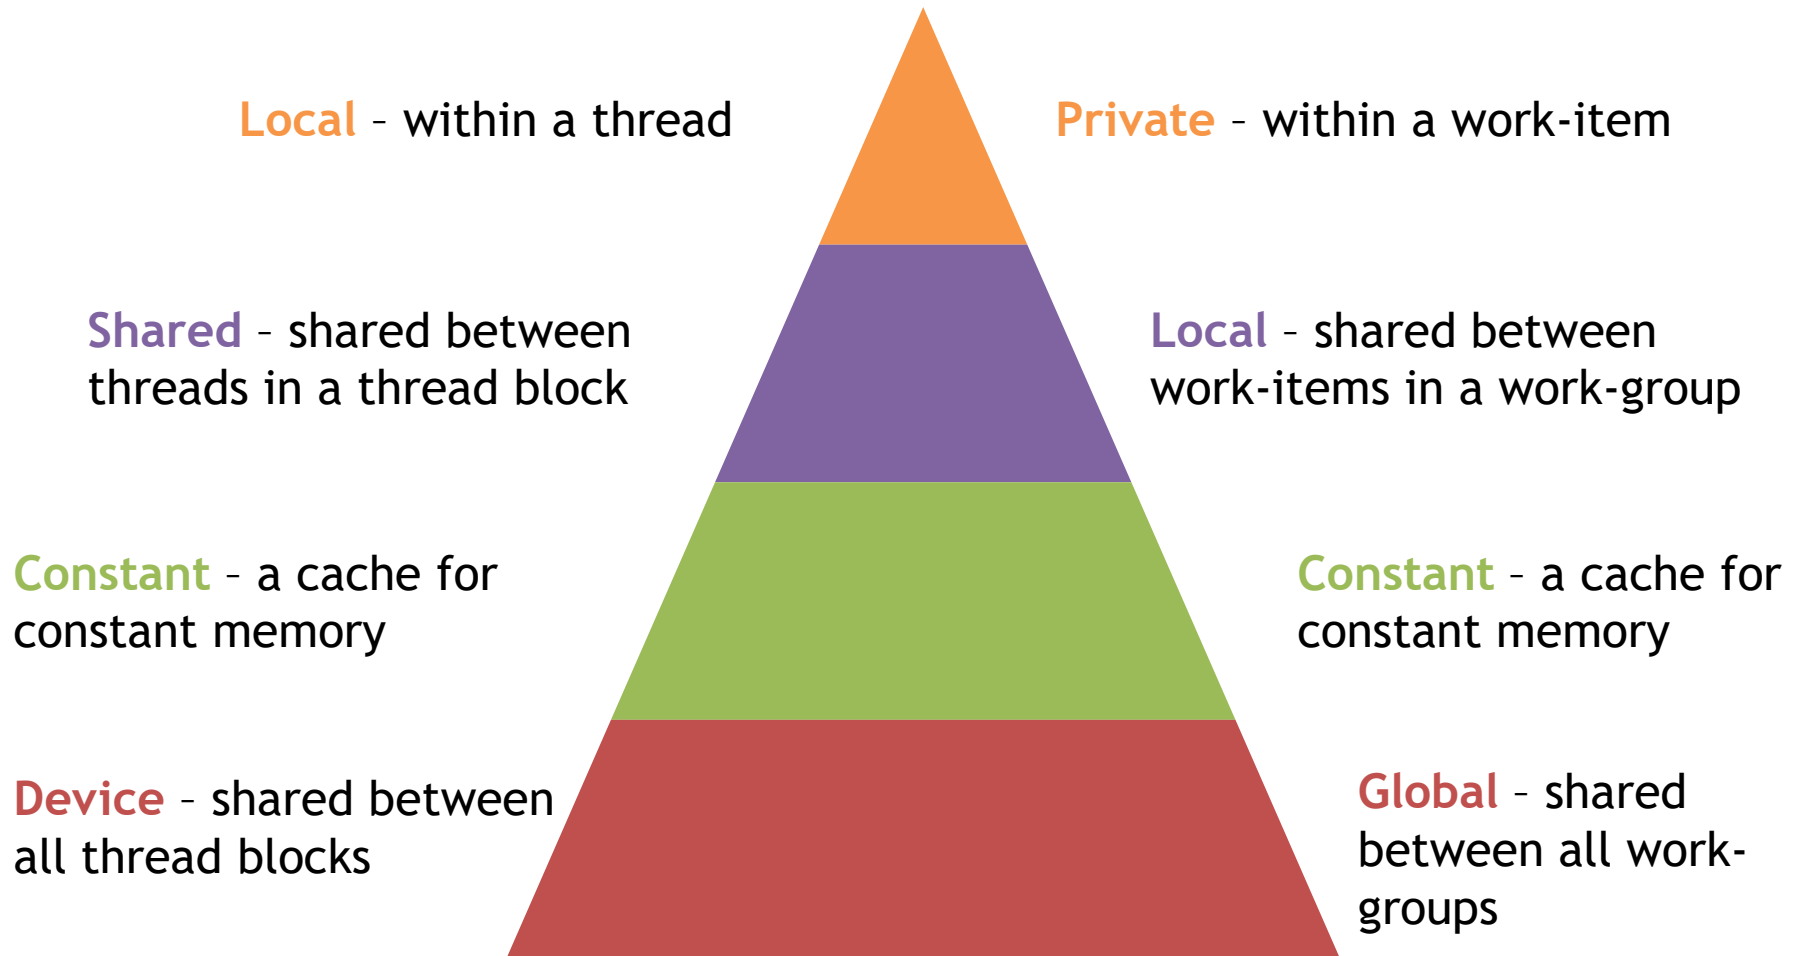 Local – within a thread
Private – within a work-item
Shared – shared between
threads in a thread block
Local – shared between
work-items in a work-group
Constant – a cache for
constant memory
Constant – a cache for
constant memory
Device – shared between
all thread blocks
Global – shared
between all work-
groups